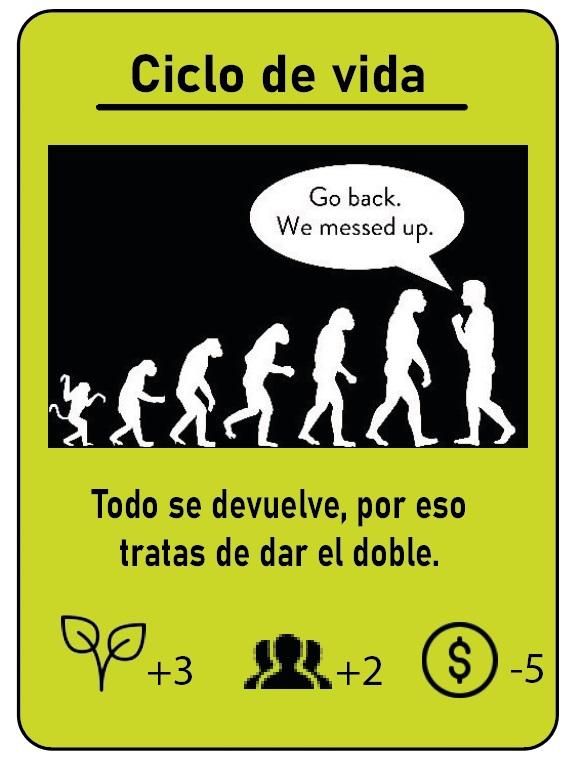 Ciclo de vida
Go back.
We messed up.
Todo se devuelve, por eso
tratas de dar el doble.
+3 +2 $ -5